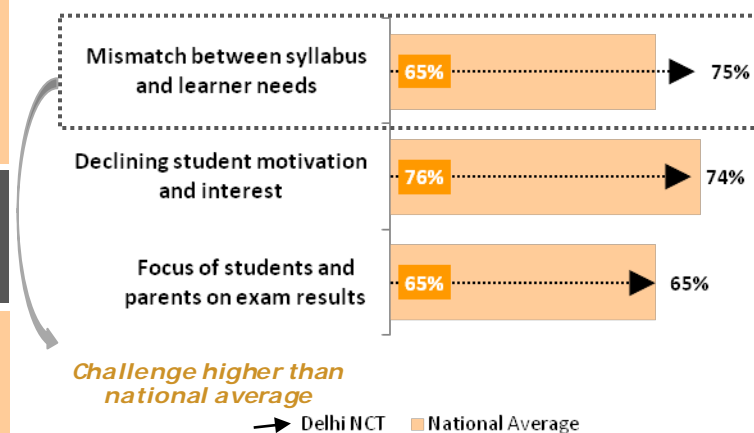 Mismatch between syllabus
and learner needs
65%
75%
Declining student motivation
and interest
76%
74%
Focus of students and
parents on exam results
65%
65%
Challenge higher than
national average
Delhi NCT
National Average